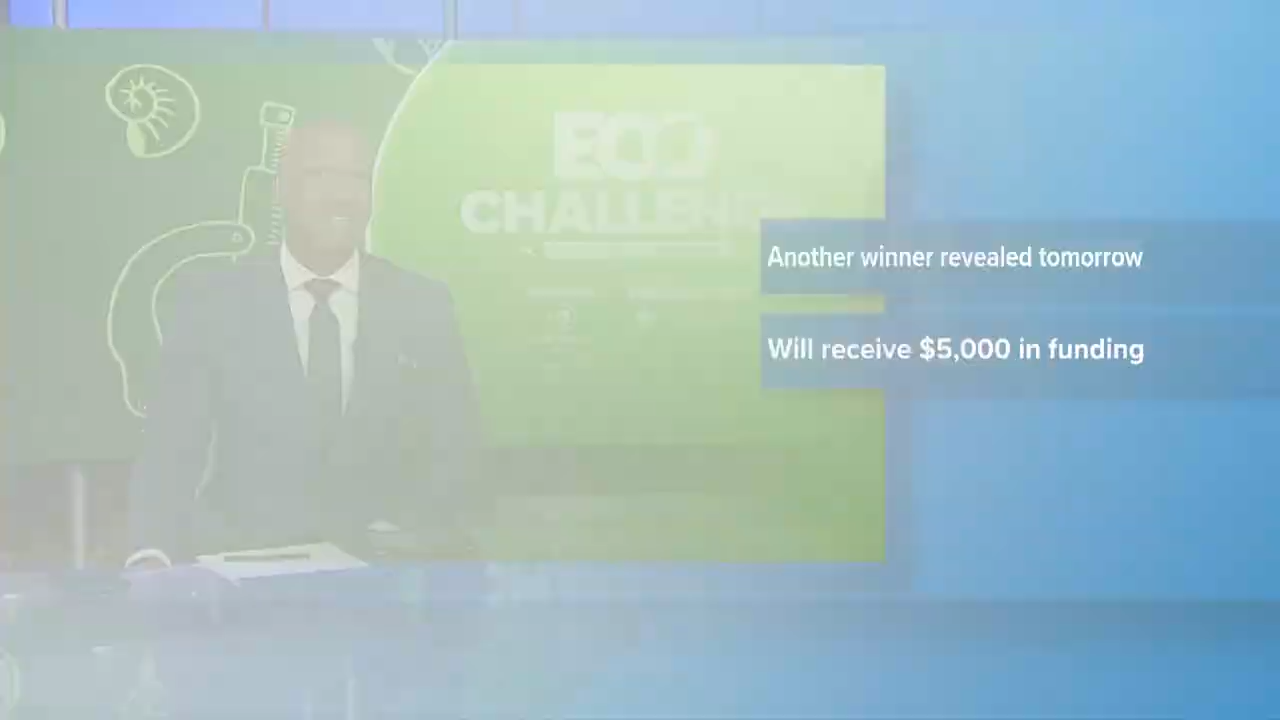 ECO
CHALLENGE
Another winner revealed tomorrow
Will receive $5,000 in funding